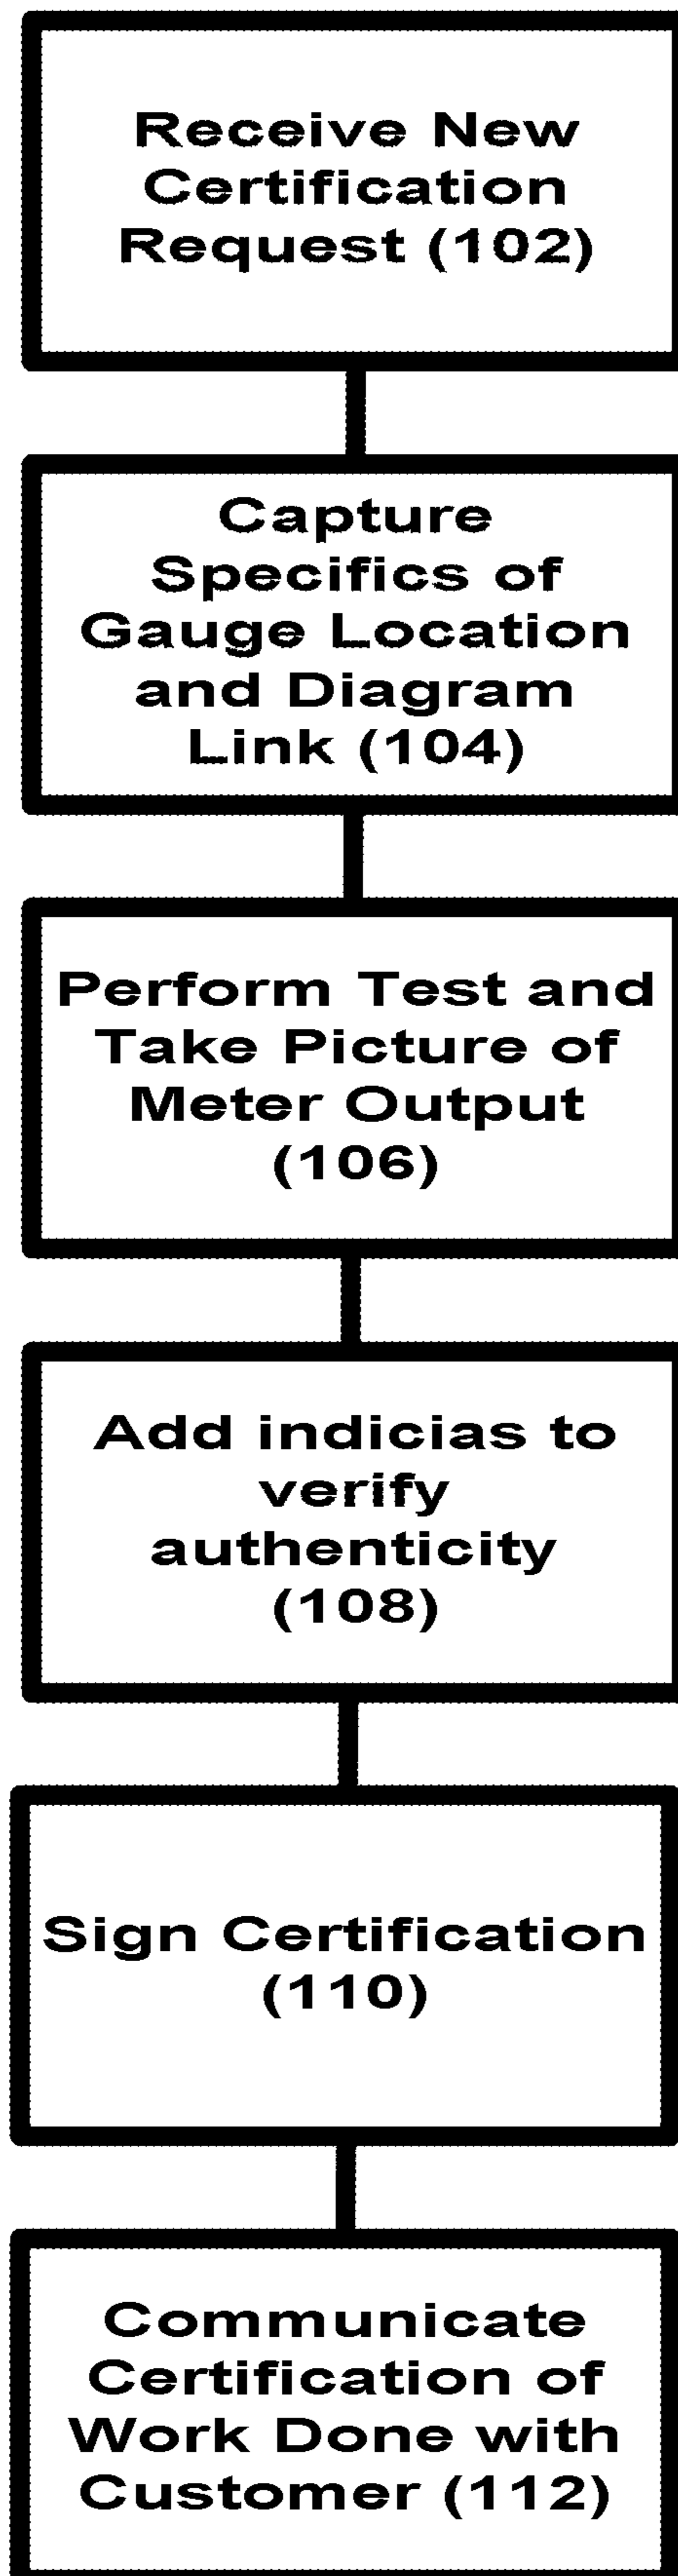 Receive New
Certification
Request (102)
Capture
Specifics of
Gauge Location
and Diagram
Link (104)
Perform Test and
Take Picture of
Meter Output
(106)
Add indicias to
verify
authenticity
(108)
Sign Certification
(110)
Communicate
Certification of
Work Done with
Customer (112)